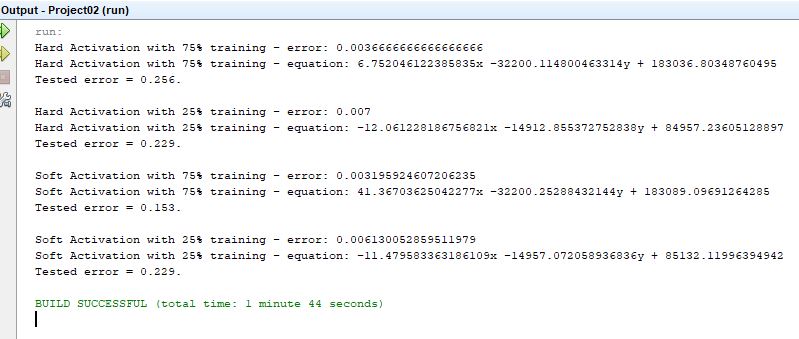 Output - Project02 (run)
run:
Hard Activation with 75% training - error: 0.0036666666666666666
Hard Activation with 75% training - equation: 6.752046122385835x -32200.114800463314y + 183036.80348760495
Tested error = 0.256.
Hard Activation with 25% training - error: 0.007
Hard Activation with 25% training - equation: -12.061228186756821x -14912.855372752838y + 84957.23605128897
Tested error = 0.229.
Soft Activation with 75% training - error: 0.003195924607206235
Soft Activation with 75% training - equation: 41.36703625042277x -32200.25288432144y + 183089.09691264285
Tested error = 0.153.
Soft Activation with 25% training - error: 0.006130052859511979
Soft Activation with 25% training - equation: -11.479583363186109x -14957.072058936836y + 85132.11996394942
Tested error = 0.229.
BUILD SUCCESSFUL (total time: 1 minute 44 seconds)